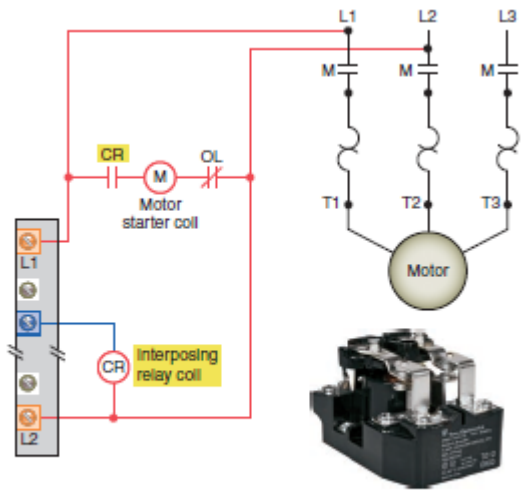 L1 L2 L3
M M M
CR M OL
Motor
starter coil
T1 T2 T3
Motor
L1
CR Interposing
relay coil
L2